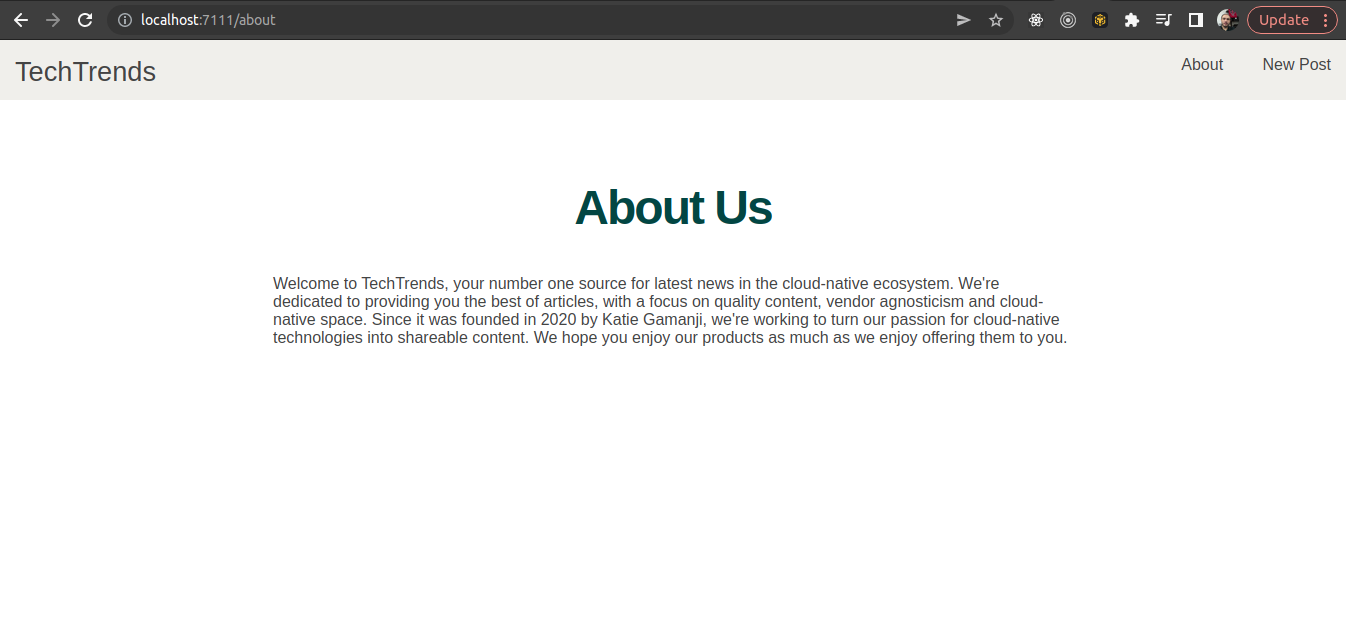 localhost:7111/about
Update
TechTrends
About
New Post
About Us
Welcome to TechTrends, your number one source for latest news in the cloud-native ecosystem. We're
dedicated to providing you the best of articles, with a focus on quality content, vendor agnosticism and cloud-
native space. Since it was founded in 2020 by Katie Gamanji, we're working to turn our passion for cloud-native
technologies into shareable content. We hope you enjoy our products as much as we enjoy offering them to you.